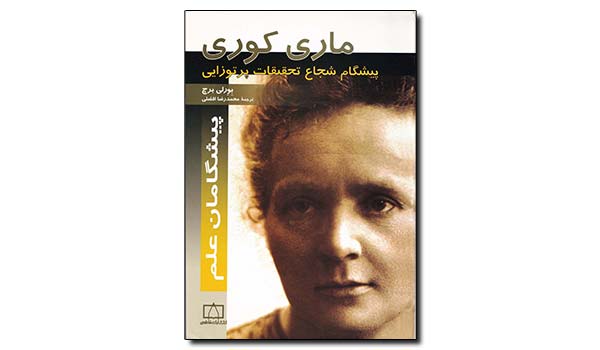 ماری کوری
پیشگام شجاع تحقیقات پرتوزایی
بورلی برچ
ترجمهٔ محمدرضا افضلی
پیشگامان علم